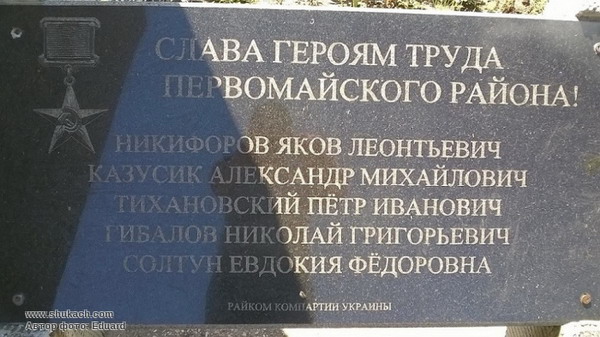 СЛАВА ГЕРОЯМ ТРУДА
ПЕРВОМАЙСКОГО РАЙОНА!
НИКИФОРОВ ЯКОВ ЛЕОНТЬЕВИЧ
КАЗУСИК АЛЕКСАНДР МИХАЙЛОВИЧ
ТИХАНОВСКИЙ ПЁТР ИВАНОВИЧ
ГИБАЛОВ НИКОЛАЙ ГРИГОРЬЕВИЧ
СОЛТУН ЕВДОКИЯ ФЁДОРОВНА
РАЙКОМ КОМПАРТИИ УКРАИНЫ
www.shukach.com
Автор фото: Eduard